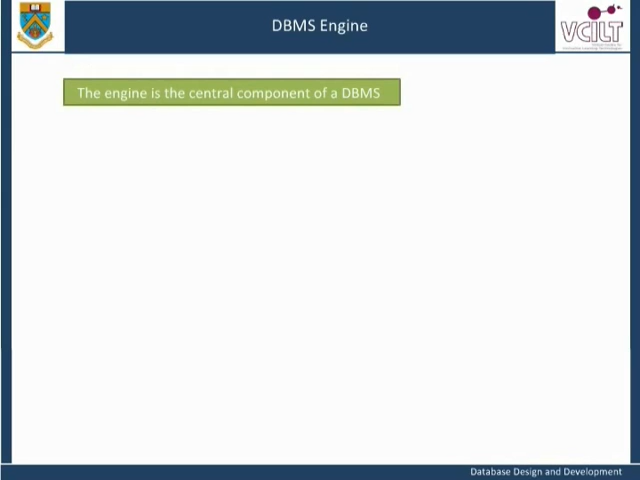 DBMS Engine
VCILT
The engine is the central component of a DBMS
Database Design and Development